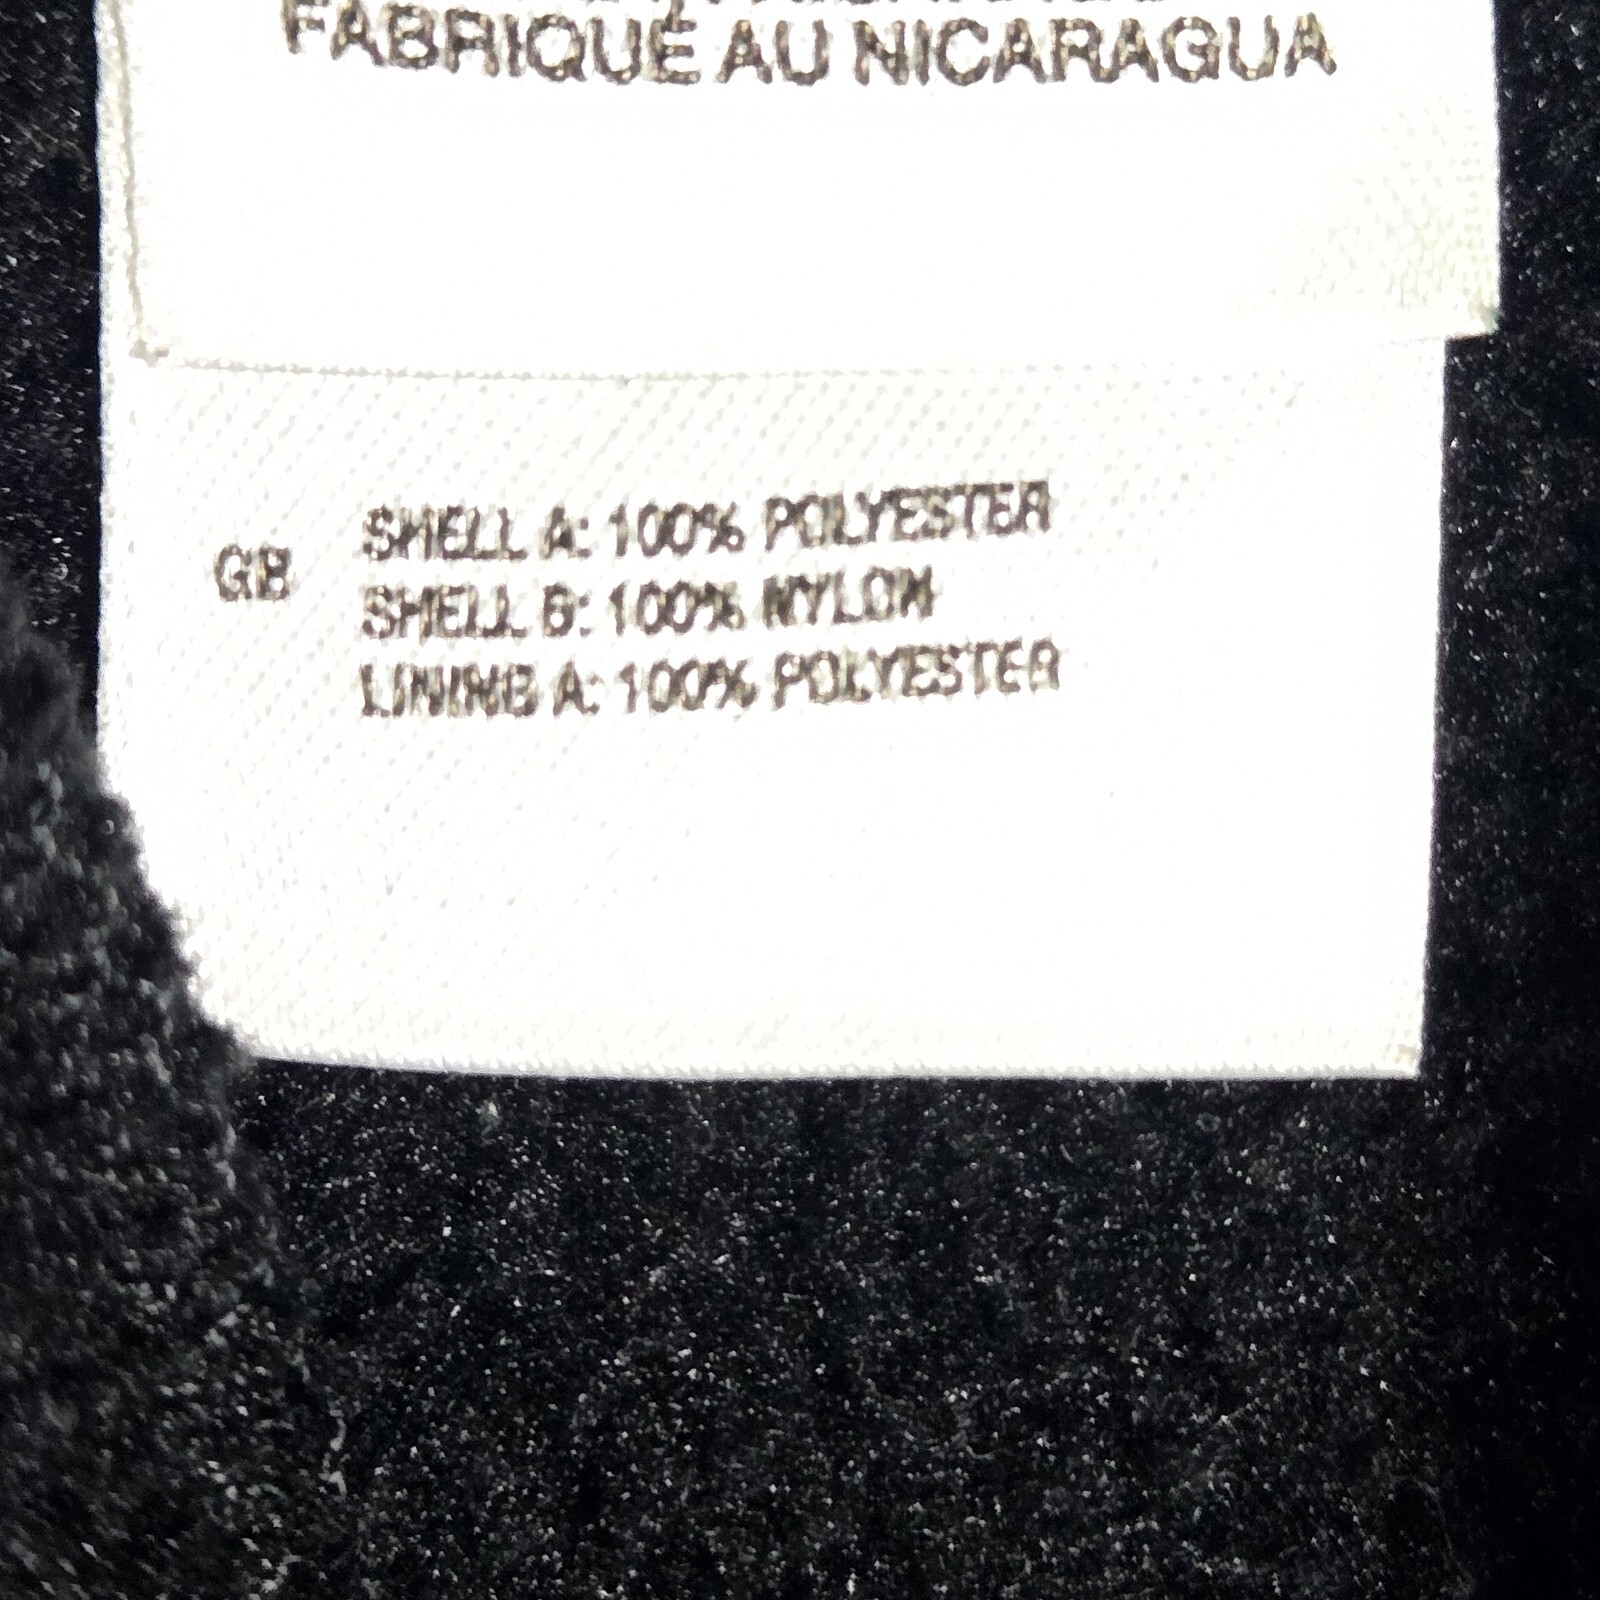 FABRIQUÉ AU NICARAGUA
GB
SHELL A: 100% POLYESTER
SHELL B: 100% NYLON
LINING A: 100% POLYESTER